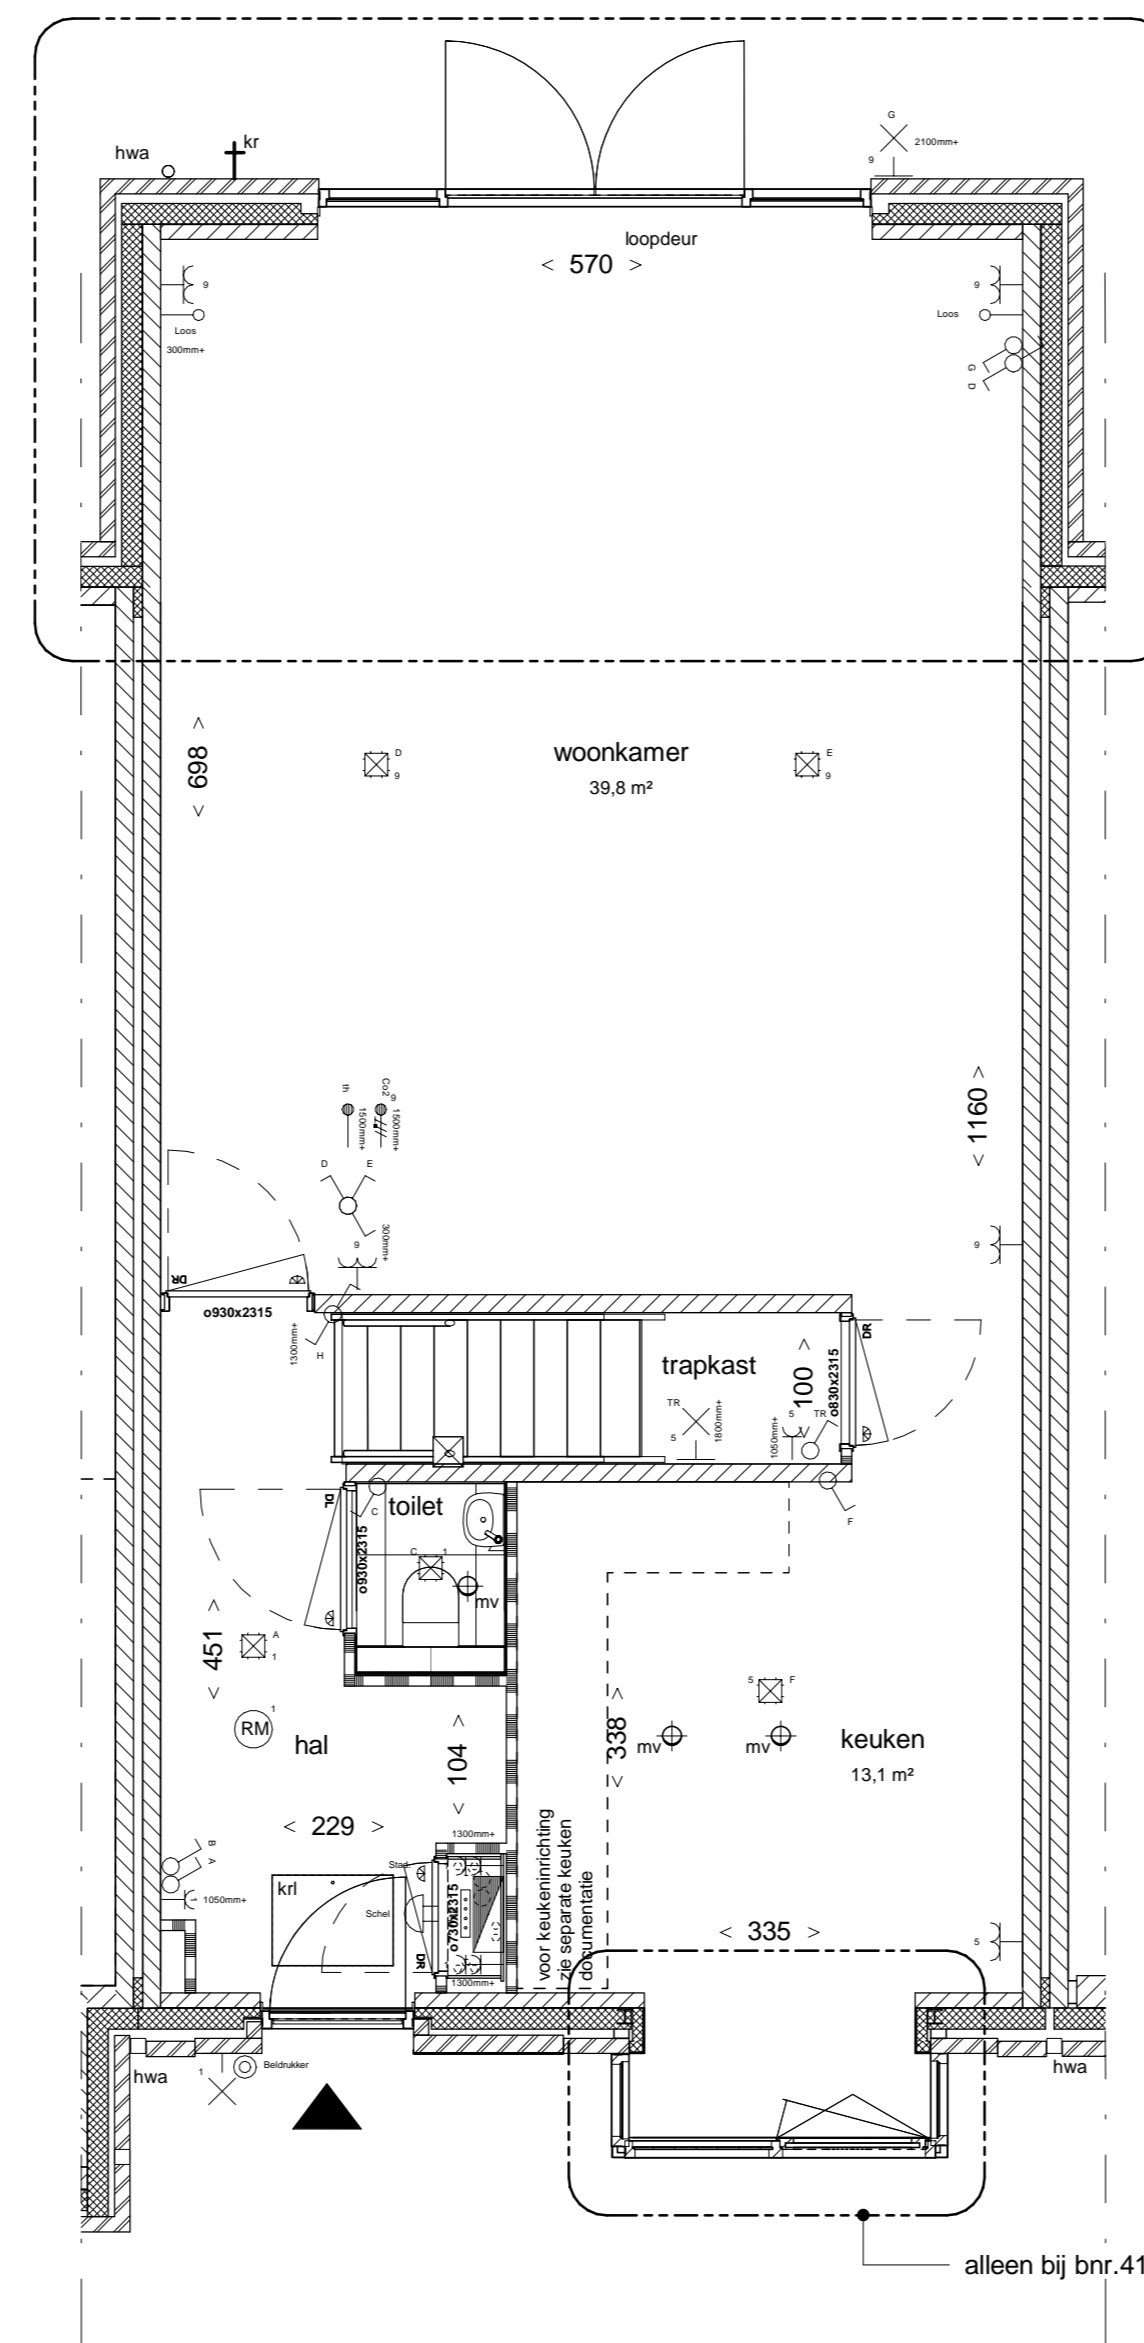 hwa
kr
G
2100mm+
9
loopdeur
< 570 >
9
9
Loos
300mm+
Loos
G
D
< 698 >
D
9
woonkamer
39,8 m²
E
9
th
1500mm+
Co2
9
1500mm+
< 1160 >
D
E
300mm+
9
9
DR
o930x2315
1300mm+
H
trapkast
TR
5
1800mm+
1050mm+
5
< 100 >
TR
o830x2315
DR
F
DL
toilet
C
o930x2315
C
1
mv
< 451 >
A
1
RM
1
hal
< 104 >
< 338 >
5
F
mv
mv
keuken
13,1 m²
< 229 >
1300mm+
B
A
1
1050mm+
krl
Schel
o730x2315
DR
1300mm+
voor keukeninrichting
zie separate keuken
documentatie
< 335 >
5
hwa
1
Beldrukker
hwa
alleen bij bnr.41